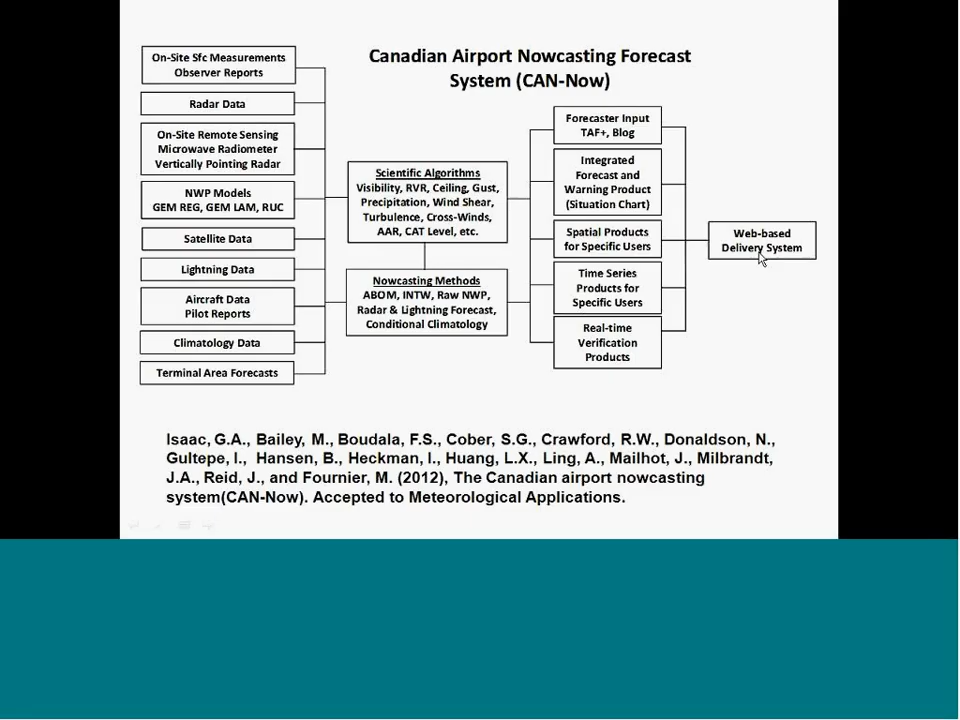 Canadian Airport Nowcasting Forecast
System (CAN-Now)
On-Site Sfc Measurements
Observer Reports
Radar Data
On-Site Remote Sensing
Microwave Radiometer
Vertically Pointing Radar
NWP Models
GEM REG, GEM LAM, RUC
Satellite Data
Lightning Data
Aircraft Data
Pilot Reports
Climatology Data
Terminal Area Forecasts
Scientific Algorithms
Visibility, RVR, Ceiling, Gust,
Precipitation, Wind Shear,
Turbulence, Cross-Winds,
AAR, CAT Level, etc.
Nowcasting Methods
ABOM, INTW, Raw NWP,
Radar & Lightning Forecast,
Conditional Climatology
Forecaster Input
TAF+, Blog
Integrated
Forecast and
Warning Product
(Situation Chart)
Spatial Products
for Specific Users
Time Series
Products for
Specific Users
Real-time
Verification
Products
Web-based
Delivery System
Isaac, G.A., Bailey, M., Boudala, F.S., Cober, S.G., Crawford, R.W., Donaldson, N.,
Gultepe, I., Hansen, B., Heckman, I., Huang, L.X., Ling, A., Mailhot, J., Milbrandt,
J.A., Reid, J., and Fournier, M. (2012), The Canadian airport nowcasting
system(CAN-Now). Accepted to Meteorological Applications.